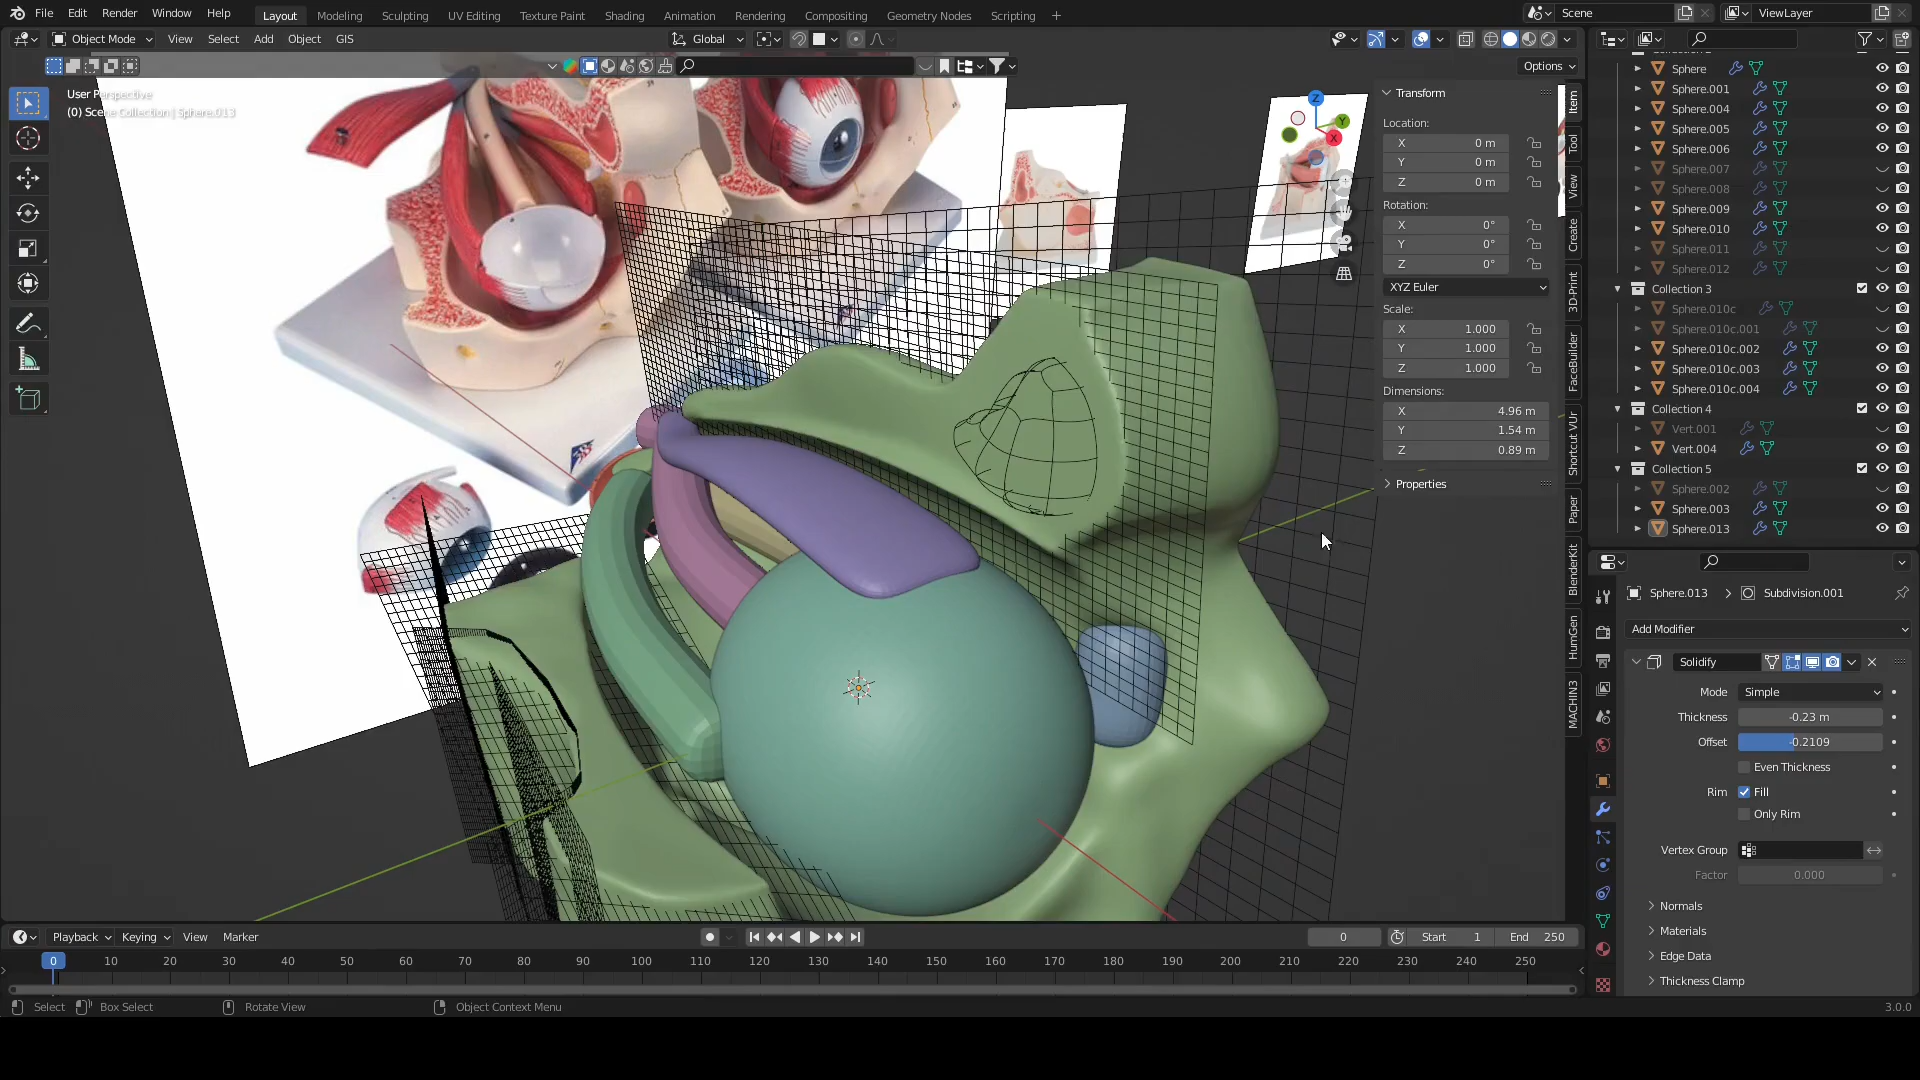 File Edit Render Window Help Layout Modeling Sculpting UV Editing Texture Paint Shading Animation Rendering Compositing Geometry Nodes Scripting + Scene ViewLayer
Object Mode View Select Add Object GIS Global
Options
User Perspective
(0) Scene Collection | Sphere.013
Transform
Location:
X 0 m
Y 0 m
Z 0 m
Rotation:
X 0°
Y 0°
Z 0°
XYZ Euler
Scale:
X 1.000
Y 1.000
Z 1.000
Dimensions:
X 4.96 m
Y 1.54 m
Z 0.89 m
Properties
Item
Tool
View
Create
3D-Print
FaceBuilder
Shortcut VUr
Paper
BlenderKit
HumGen
MACHIN3
Z
Y
X
Sphere
Sphere.001
Sphere.004
Sphere.005
Sphere.006
Sphere.007
Sphere.008
Sphere.009
Sphere.010
Sphere.011
Sphere.012
Collection 3
Sphere.010c
Sphere.010c.001
Sphere.010c.002
Sphere.010c.003
Sphere.010c.004
Collection 4
Vert.001
Vert.004
Collection 5
Sphere.002
Sphere.003
Sphere.013
Sphere.013 > Subdivision.001
Add Modifier
Solidify
Mode Simple
Thickness -0.23 m
Offset -0.2109
Even Thickness
Rim Fill
Only Rim
Vertex Group
Factor 0.000
Normals
Materials
Edge Data
Thickness Clamp
Playback Keying View Marker 0 Start 1 End 250
0 10 20 30 40 50 60 70 80 90 100 110 120 130 140 150 160 170 180 190 200 210 220 230 240 250
Select Box Select Rotate View Object Context Menu 3.0.0